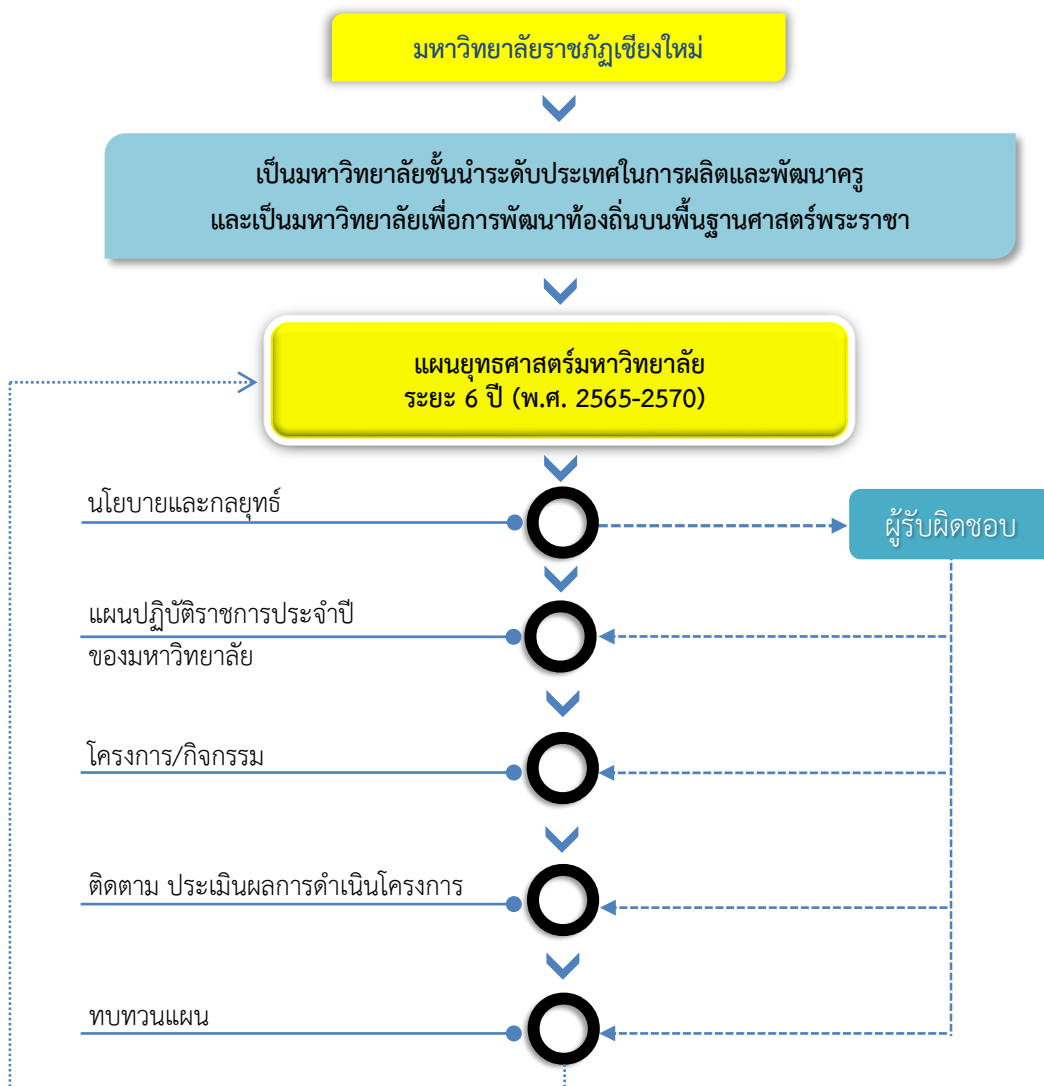 มหาวิทยาลัยราชภัฏเชียงใหม่
เป็นมหาวิทยาลัยชั้นนำระดับประเทศในการผลิตและพัฒนาครู
และเป็นมหาวิทยาลัยเพื่อการพัฒนาท้องถิ่นบนพื้นฐานศาสตร์พระราชา
แผนยุทธศาสตร์มหาวิทยาลัย
ระยะ 6 ปี (พ.ศ. 2565-2570)
นโยบายและกลยุทธ์
ผู้รับผิดชอบ
แผนปฏิบัติราชการประจำปี
ของมหาวิทยาลัย
โครงการ/กิจกรรม
ติดตาม ประเมินผลการดำเนินโครงการ
ทบทวนแผน